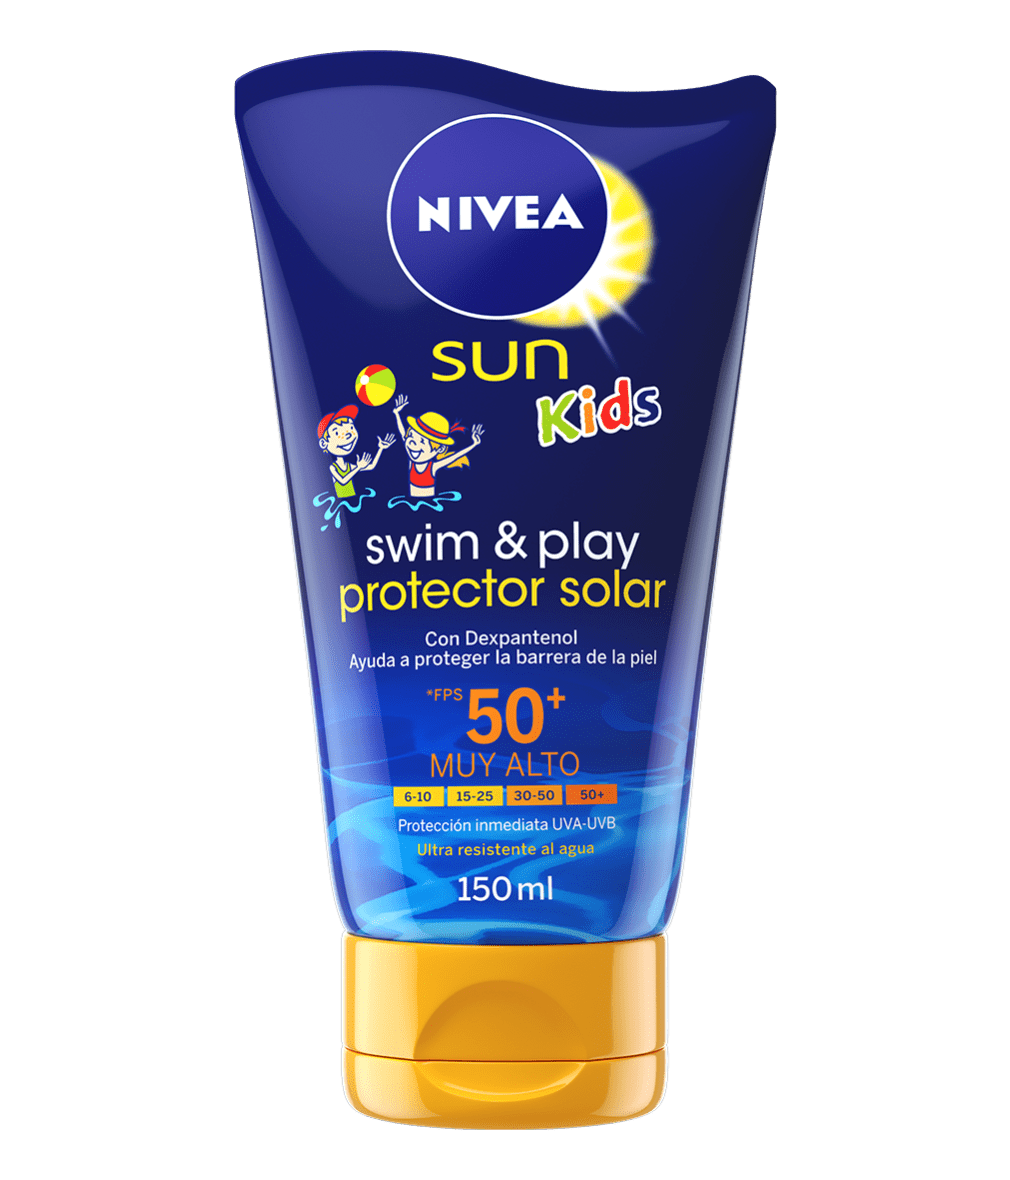 NIVEA
sun
Kids
swim & play
protector solar
Con Dexpantenol
Ayuda a proteger la barrera de la piel
*FPS 50+
MUY ALTO
6-10 15-25 30-50 50+
Protección inmediata UVA-UVB
Ultra resistente al agua
150 ml